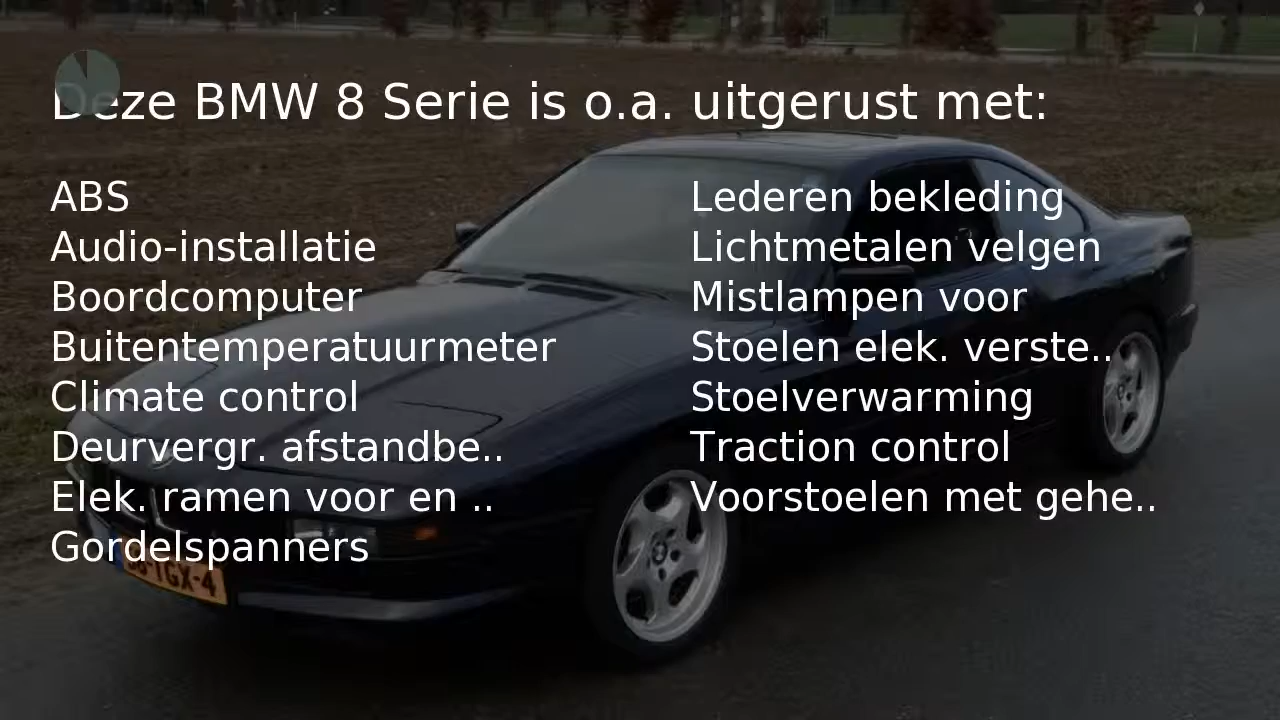 Deze BMW 8 Serie is o.a. uitgerust met:
ABS
Audio-installatie
Boordcomputer
Buitentemperatuurmeter
Climate control
Deurvergr. afstandbe..
Elek. ramen voor en ..
Gordelspanners
Lederen bekleding
Lichtmetalen velgen
Mistlampen voor
Stoelen elek. verste..
Stoelverwarming
Traction control
Voorstoelen met gehe..